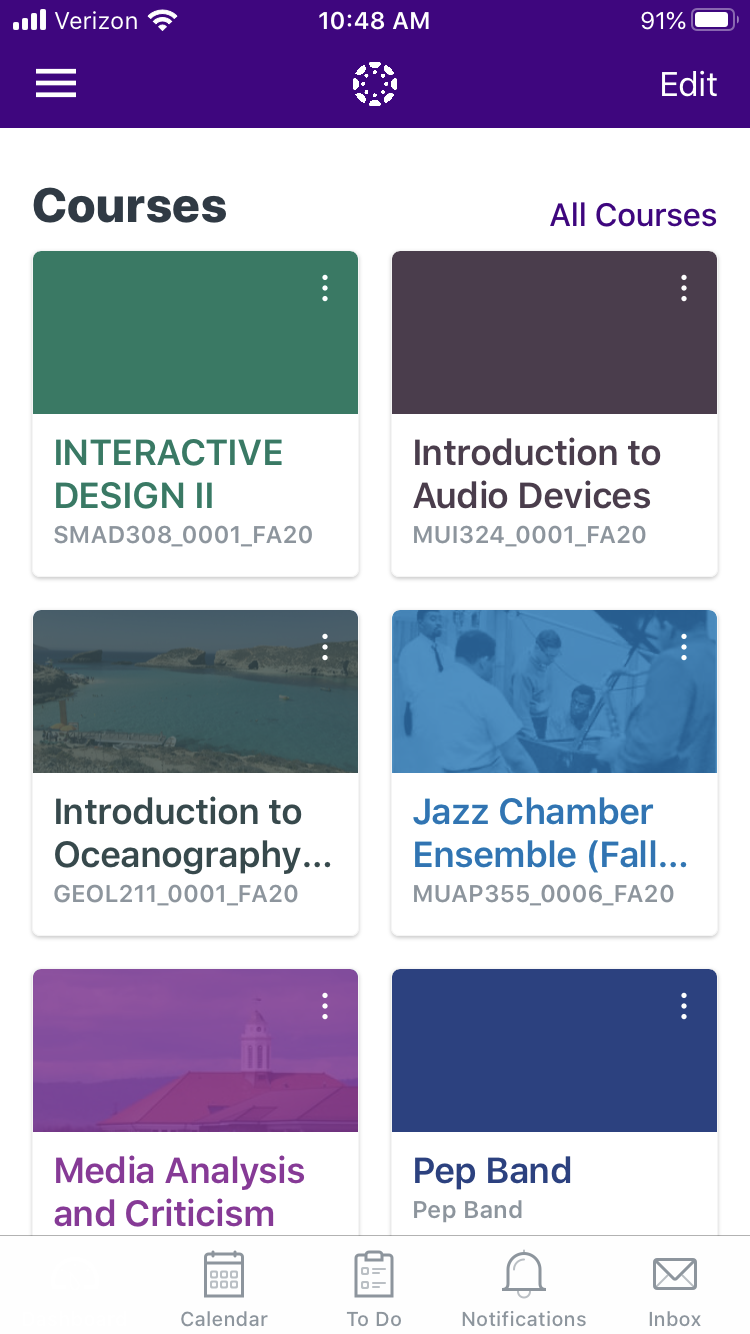 Verizon 10:48 AM 91%
Edit
Courses
All Courses
INTERACTIVE
DESIGN II
SMAD308_0001_FA20
Introduction to
Audio Devices
MUI324_0001_FA20
Introduction to
Oceanography...
GEOL211_0001_FA20
Jazz Chamber
Ensemble (Fall...
MUAP355_0006_FA20
Media Analysis
and Criticism
Pep Band
Pep Band
Calendar
To Do
Notifications
Inbox